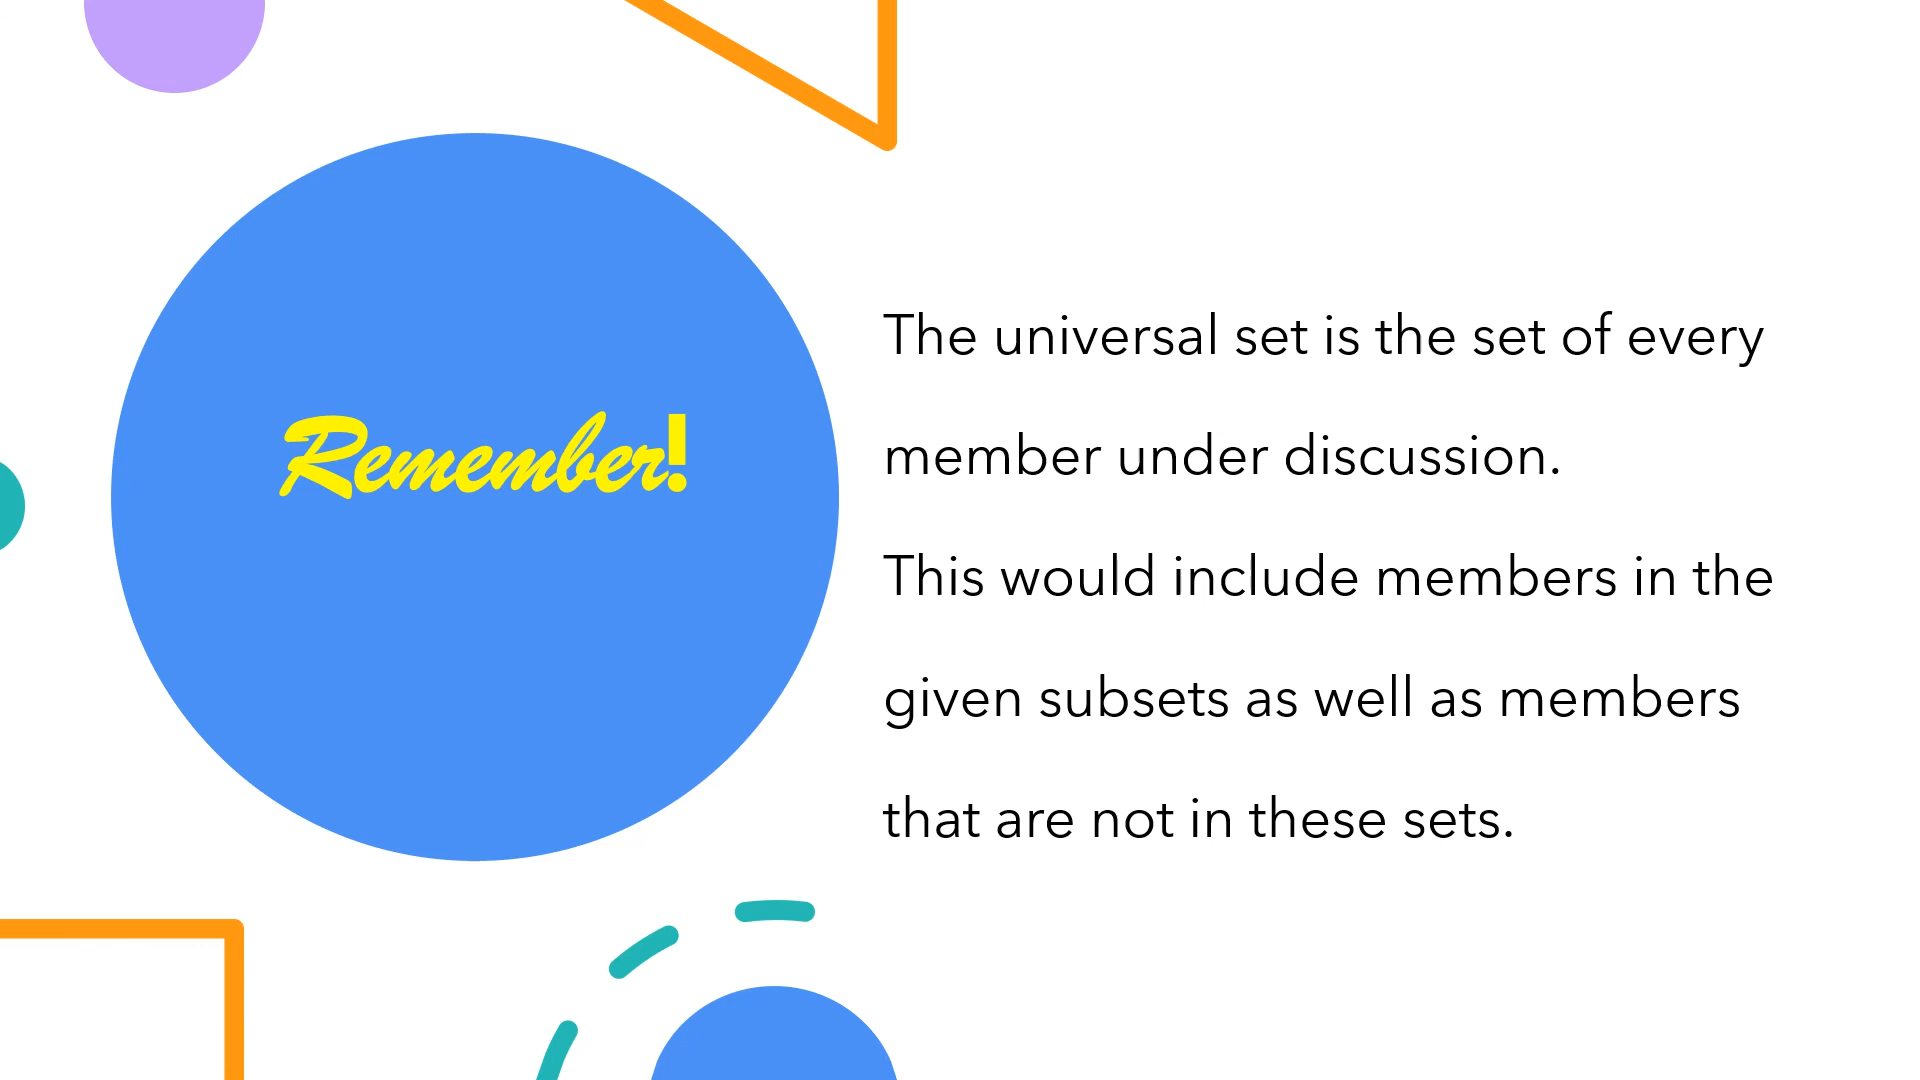 Remember!
The universal set is the set of every
member under discussion.
This would include members in the
given subsets as well as members
that are not in these sets.